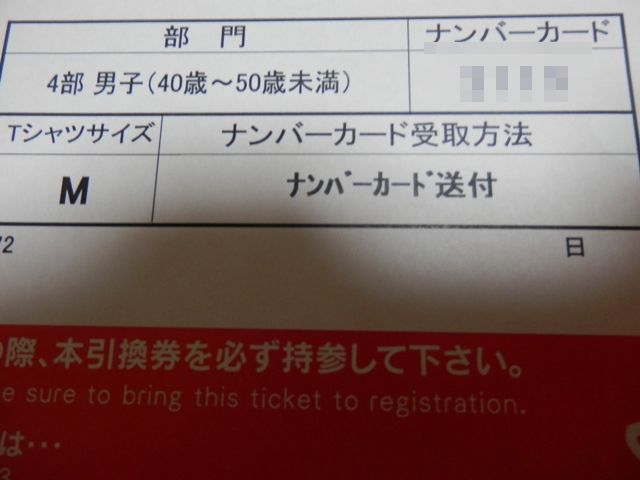 部 門 ナンバーカード
4部 男子（40歳～50歳未満）
Tシャツサイズ ナンバーカード受取方法
M ﾅﾝﾊﾞｰｶｰﾄﾞ送付
/2 日
の際、本引換券を必ず持参して下さい。
e sure to bring this ticket to registration.
は…
3